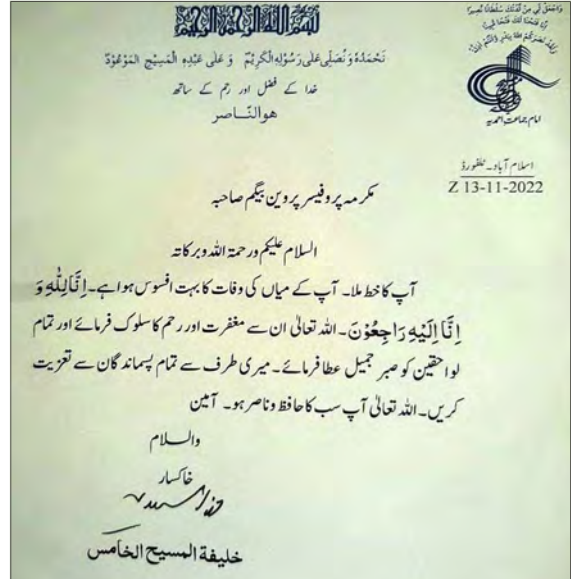 بسم اللہ الرحمن الرحیم
نَحْمَدُہٗ وَ نُصَلِّی عَلٰی رَسُوْلِہِ الْکَرِیْمِ وَ عَلٰی عَبْدِہِ الْمَسِیْحِ الْمَوْعُوْد
خدا کے فضل اور رحم کے ساتھ
ھو النّــاصر
امام جماعت احمدیہ
اسلام آباد۔ ٹلفورڈ
Z 13-11-2022
مکرمہ پروفیسر پروین بیگم صاحبہ
السلام علیکم ورحمۃ اللہ وبرکاتہ
آپ کا خط ملا۔ آپ کے میاں کی وفات کا بہت افسوس ہوا ہے۔ اِنَّا لِلّٰہِ وَ
اِنَّا اِلَیْہِ رَاجِعُوْنَ۔ اللہ تعالیٰ ان سے مغفرت اور رحم کا سلوک فرمائے اور تمام
لواحقین کو صبر جمیل عطا فرمائے۔ میری طرف سے تمام پسماندگان سے تعزیت
کریں۔ اللہ تعالیٰ آپ سب کا حافظ و ناصر ہو۔ آمین
والسلام
خاکسار
خلیفۃ المسیح الخامس